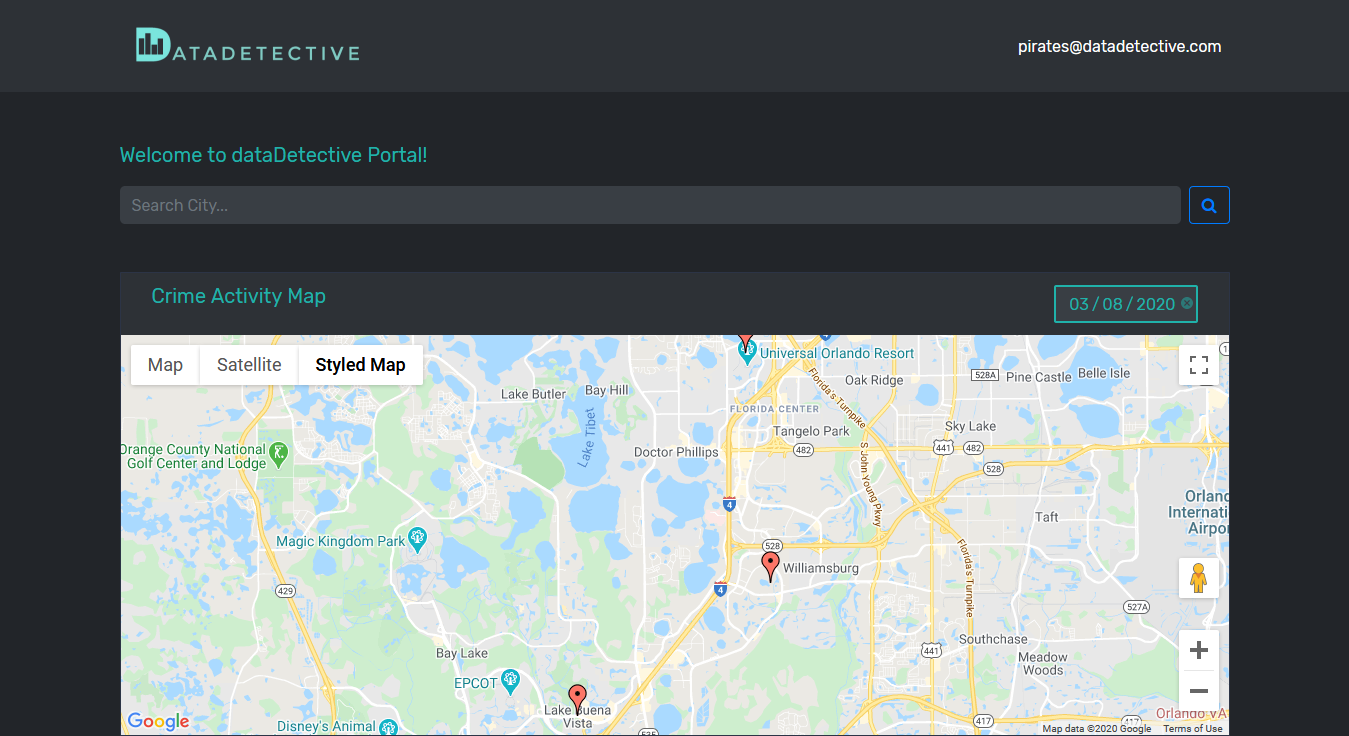 DATADETECTIVE
pirates@datadetective.com
Welcome to dataDetective Portal!
Search City...
Crime Activity Map
03 / 08 / 2020
Map
Satellite
Styled Map
Universal Orlando Resort
Lake Butler
Bay Hill
Oak Ridge
528A
Pine Castle
Belle Isle
Florida's Turnpike
FLORIDA CENTER
Lake Tibet
Tangelo Park
Sky Lake
Orange County National
Golf Center and Lodge
Doctor Phillips
482
441
482
528
S John Young Pkwy
4
Orlando
Internati
Airpor
Taft
Magic Kingdom Park
528
Williamsburg
Florida's Turnpike
429
4
527A
Southchase
441
Bay Lake
Meadow
Woods
EPCOT
Lake Buena
Vista
Disney's Animal
417
417
Orlando VA
535
Google
Map data ©2020 Google
Terms of Use